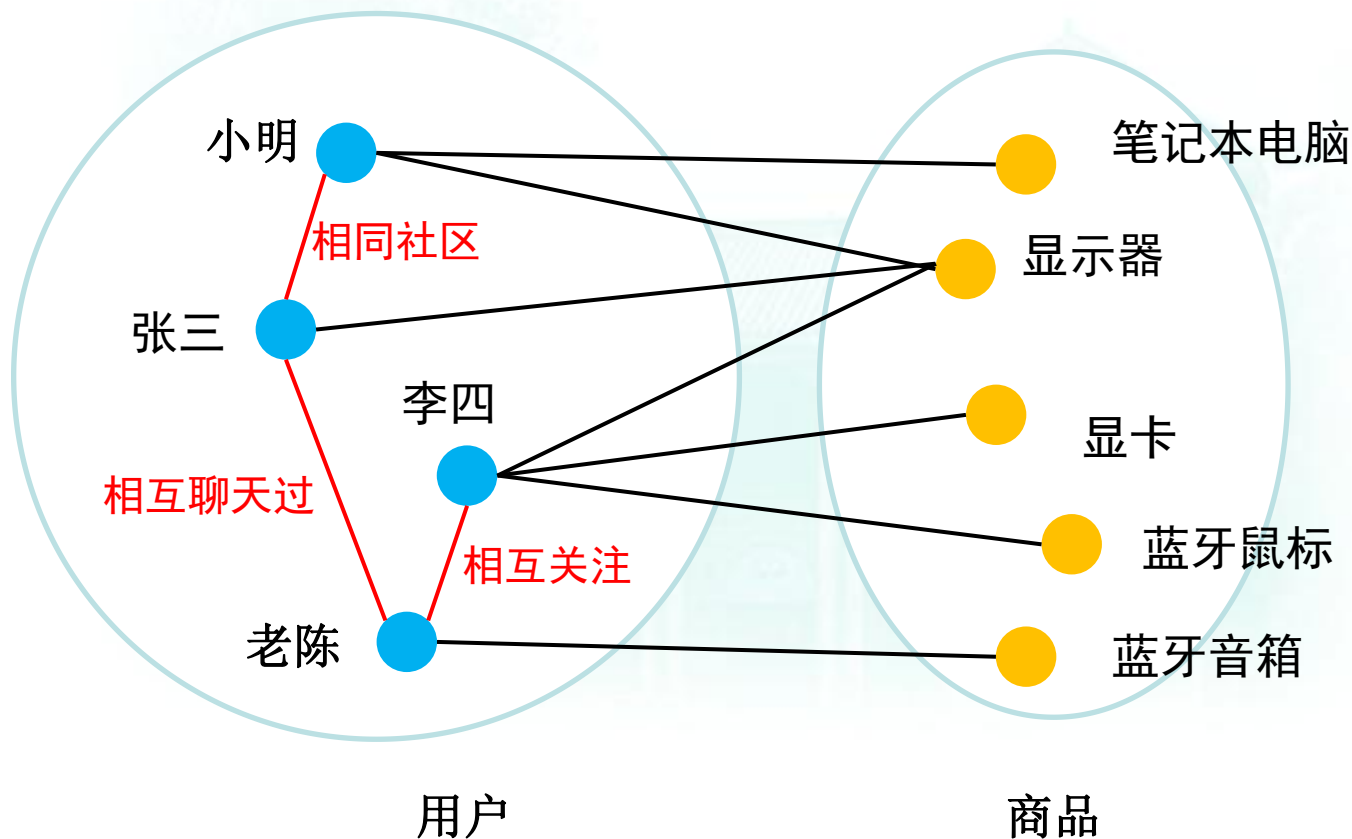 小明
笔记本电脑
相同社区
显示器
张三
李四
显卡
相互聊天过
相互关注
蓝牙鼠标
老陈
蓝牙音箱
用户
商品